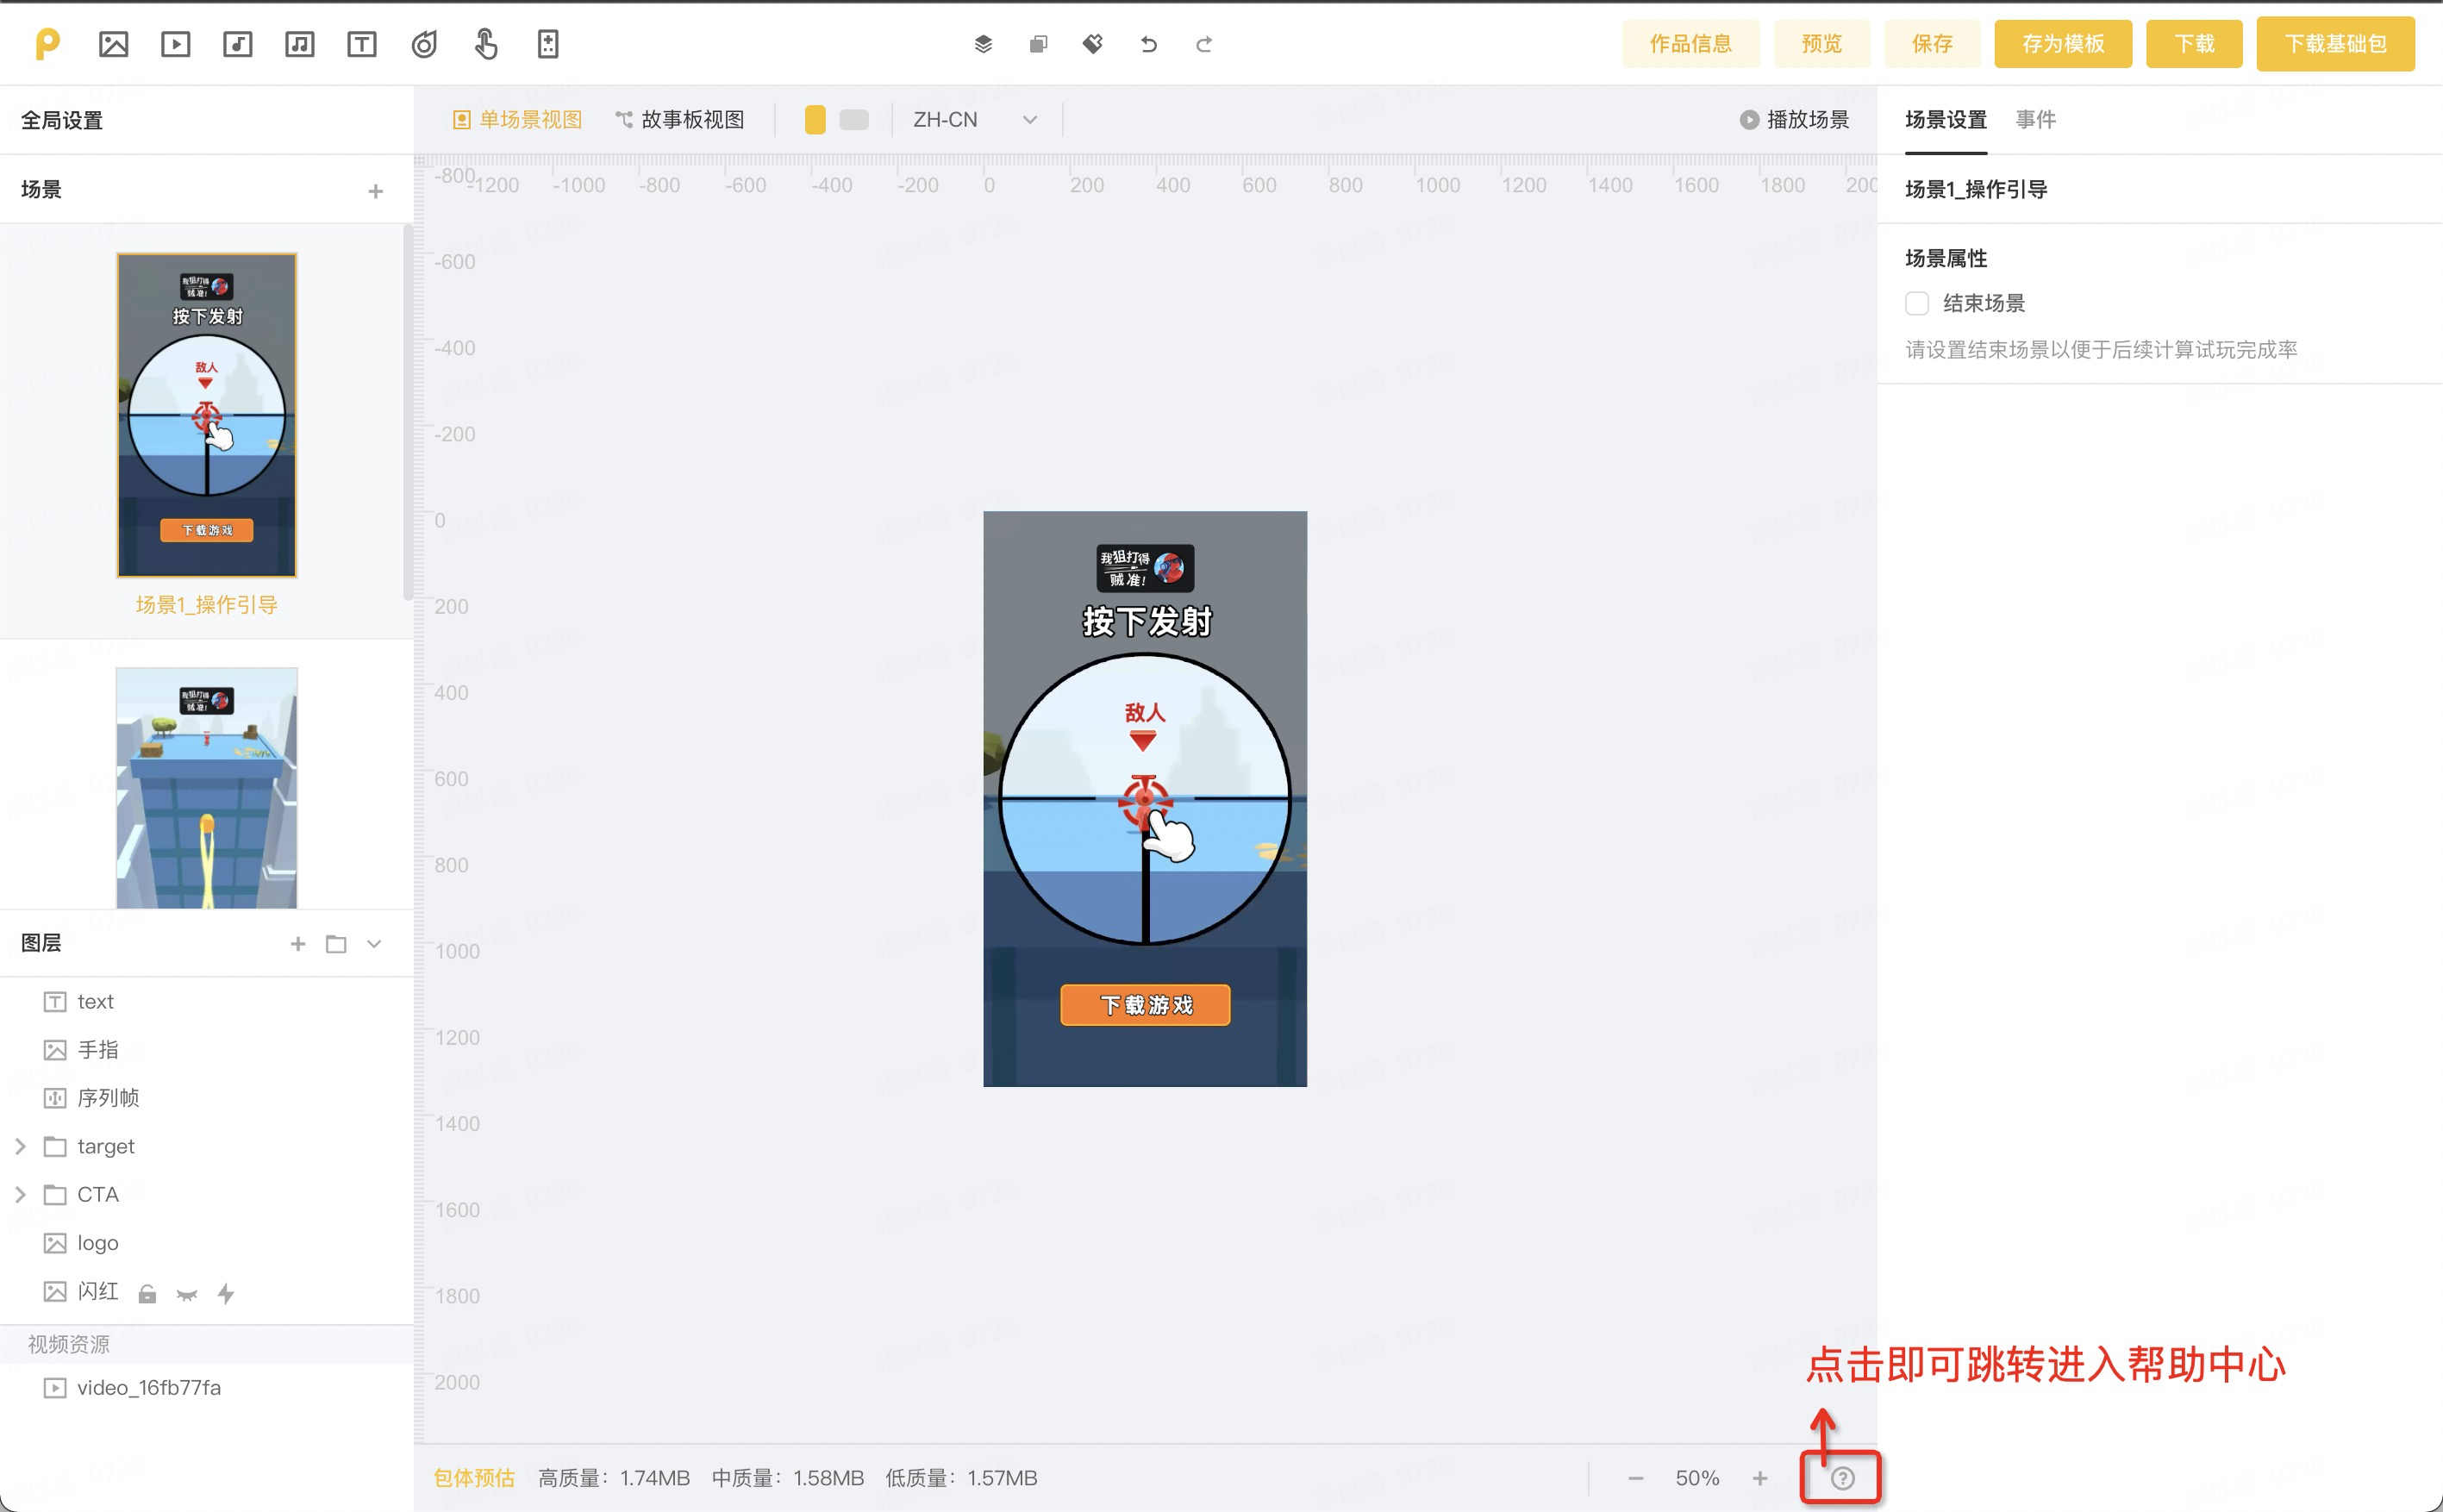 作品信息
预览
保存
存为模板
下载
下载基础包
全局设置
单场景视图
故事板视图
ZH-CN
播放场景
场景设置
事件
场景
-1200 -1000 -800 -600 -400 -200 0 200 400 600 800 1000 1200 1400 1600 1800
-800
-600
-400
-200
0
200
400
600
800
1000
1200
1400
1600
1800
2000
场景1_操作引导
场景属性
结束场景
请设置结束场景以便于后续计算试玩完成率
我狙打得
贼准!
按下发射
敌人
下载游戏
场景1_操作引导
我狙打得
贼准!
我狙打得
贼准!
按下发射
敌人
下载游戏
图层
text
手指
序列帧
target
CTA
logo
闪红
视频资源
video_16fb77fa
点击即可跳转进入帮助中心
包体预估
高质量：1.74MB
中质量：1.58MB
低质量：1.57MB
50%